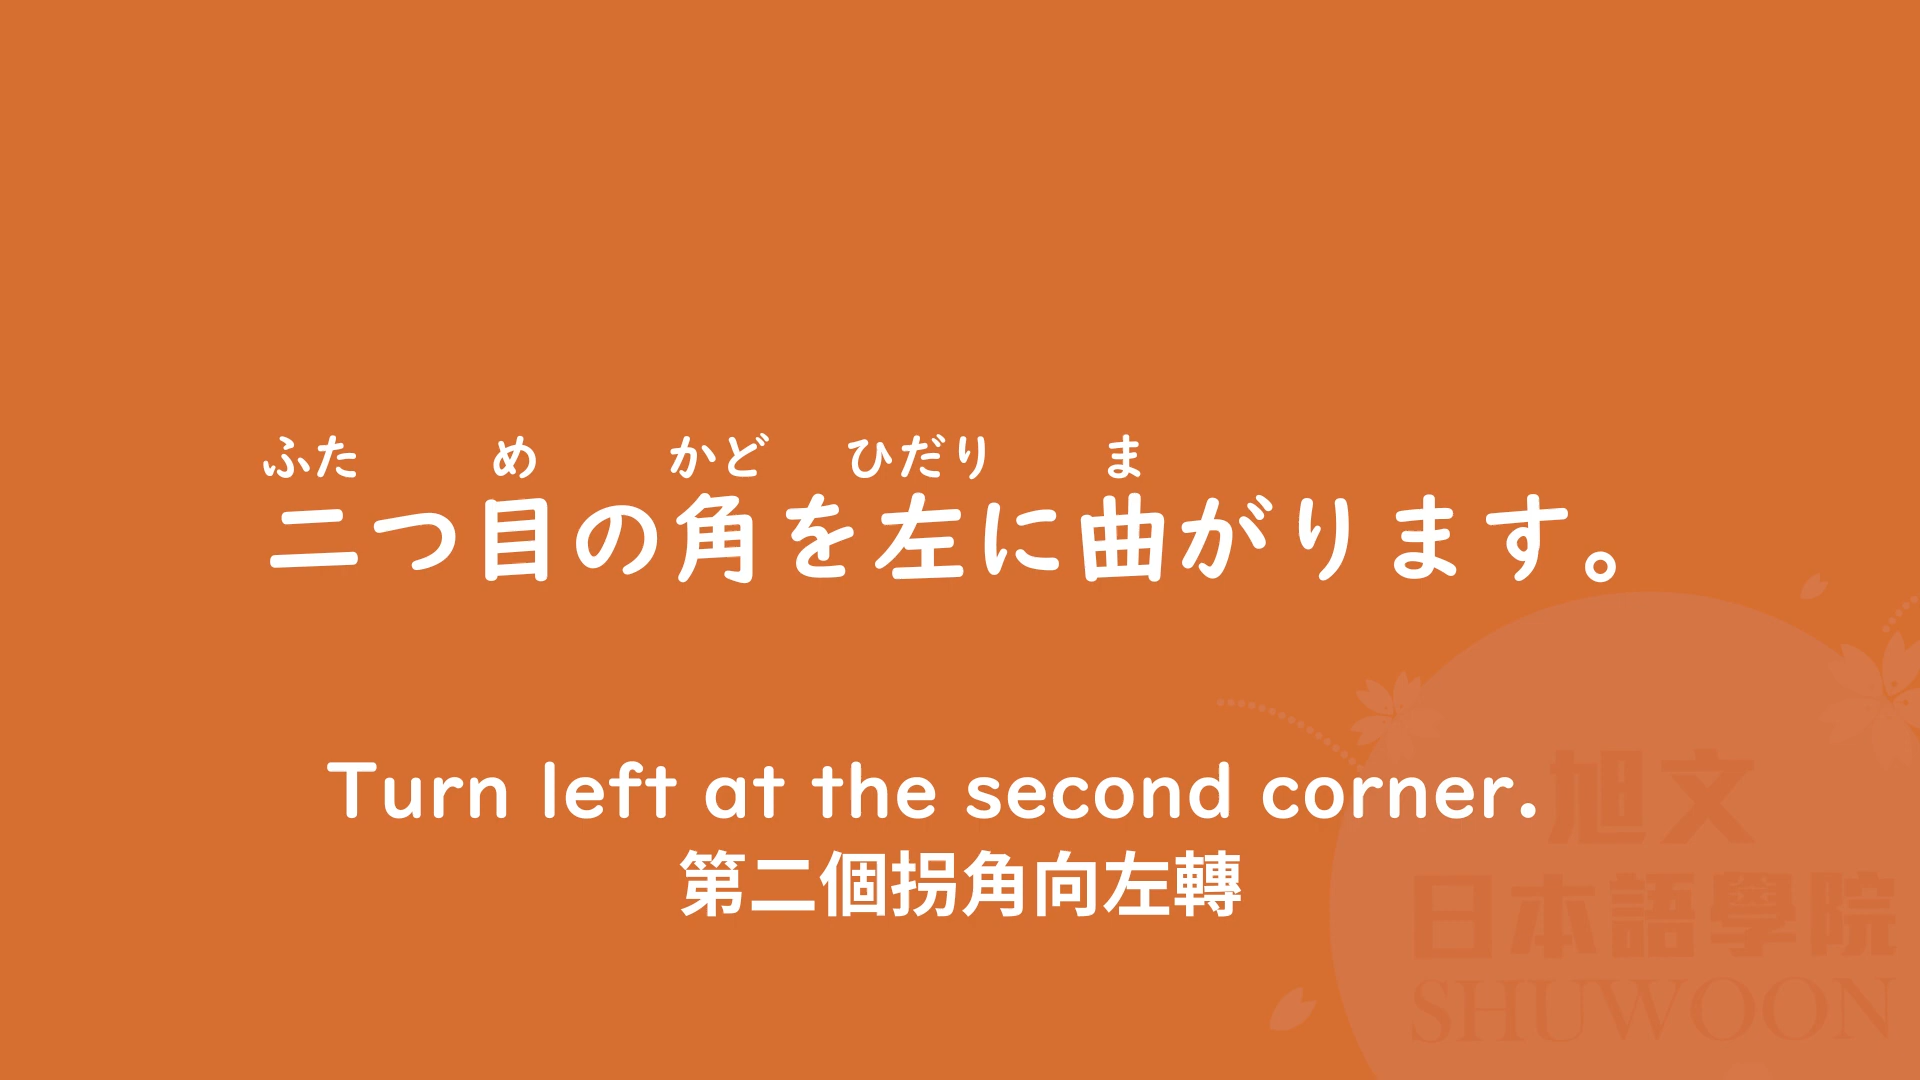 ふた め かど ひだり ま
二つ目の角を左に曲がります。
Turn left at the second corner.
第二個拐角向左轉
旭文
日本語學院
SHUWOON